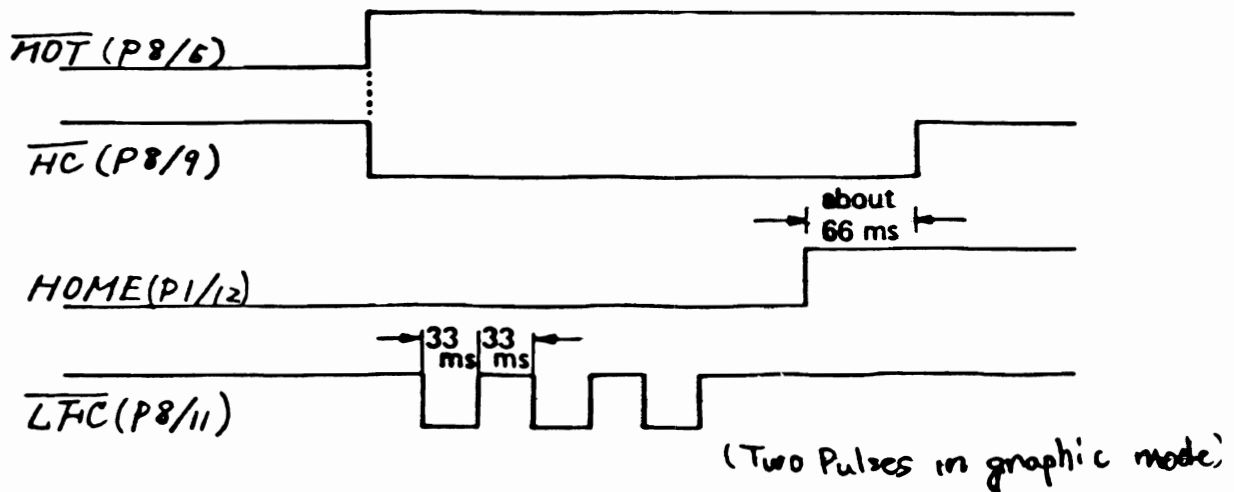 MOT (P8/5)
HC (P8/9)
about
66 ms
HOME (P1/12)
33 33
ms ms
LFC (P8/11)
(Two Pulses in graphic mode)